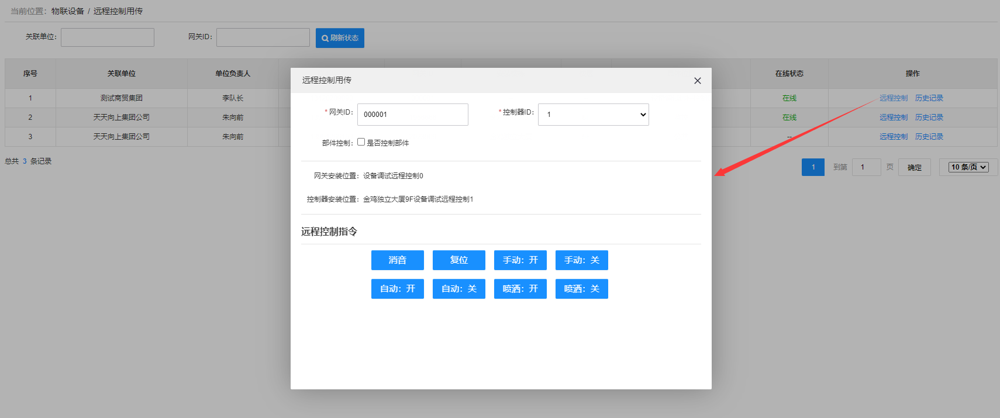 当前位置：物联设备 / 远程控制用传
关联单位： 网关ID： 刷新状态
序号 关联单位 单位负责人 在线状态 操作
1 测试商贸集团 李队长 在线 远程控制 历史记录
2 天天向上集团公司 朱向前 在线 远程控制 历史记录
3 天天向上集团公司 朱向前 -- 远程控制 历史记录
总共 3 条记录 1 到第 1 页 确定 10 条/页
远程控制用传
*网关ID： 000001 *控制器ID： 1
部件控制： 是否控制部件
网关安装位置：设备调试远程控制0
控制器安装位置：金鸡独立大厦9F设备调试远程控制1
远程控制指令
消音 复位 手动：开 手动：关
自动：开 自动：关 喷洒：开 喷洒：关